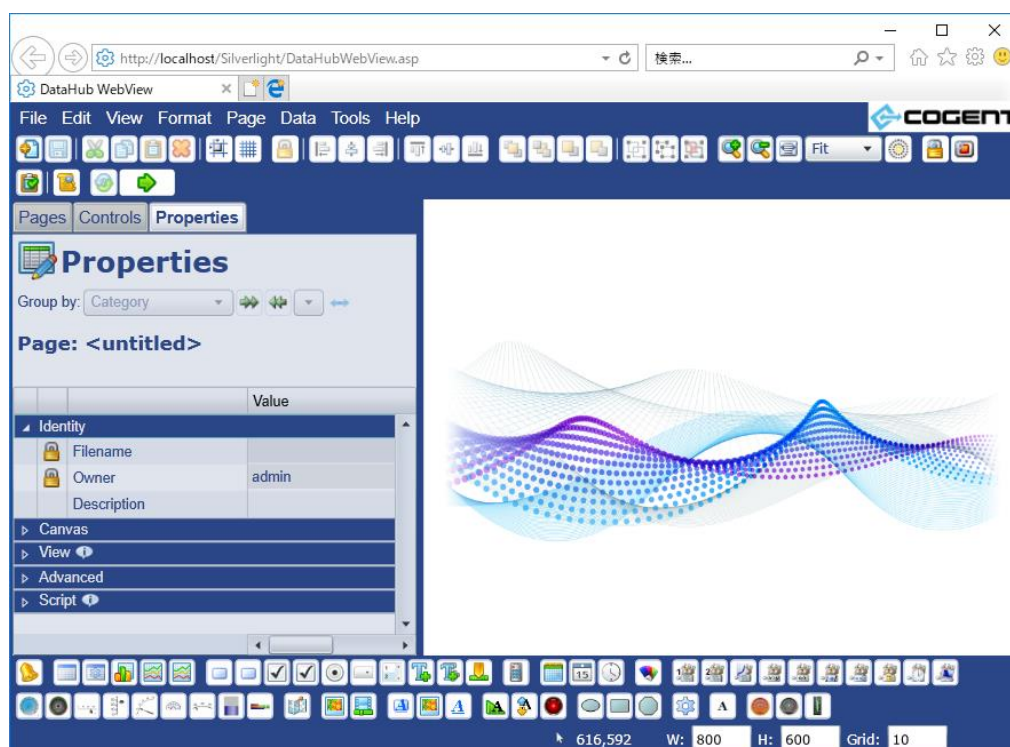 http://localhost/Silverlight/DataHubWebView.asp
検索...
DataHub WebView
File Edit View Format Page Data Tools Help
COGENT
Fit
Pages Controls Properties
Properties
Group by: Category
Page: <untitled>
Value
Identity
Filename
Owner admin
Description
Canvas
View
Advanced
Script
15
616,592 W: 800 H: 600 Grid: 10